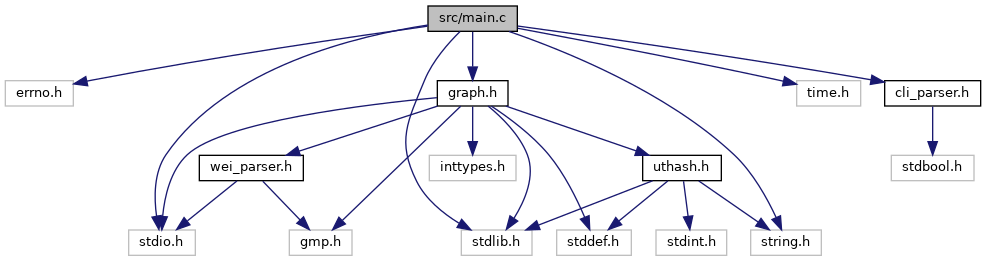 src/main.c
errno.h
graph.h
time.h
cli_parser.h
wei_parser.h
inttypes.h
uthash.h
stdbool.h
stdio.h
gmp.h
stdlib.h
stddef.h
stdint.h
string.h